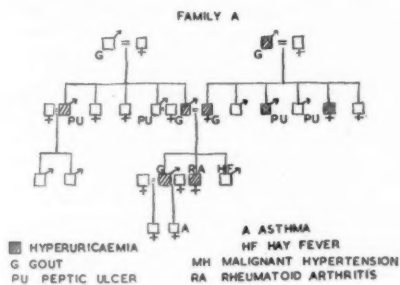 FAMILY A
G
G
PU
PU
G
G
PU
PU
G RA HF
A
A ASTHMA
HYPERURICAEMIA
HF HAY FEVER
G GOUT
MH MALIGNANT HYPERTENSION
PU PEPTIC ULCER
RA RHEUMATOID ARTHRITIS